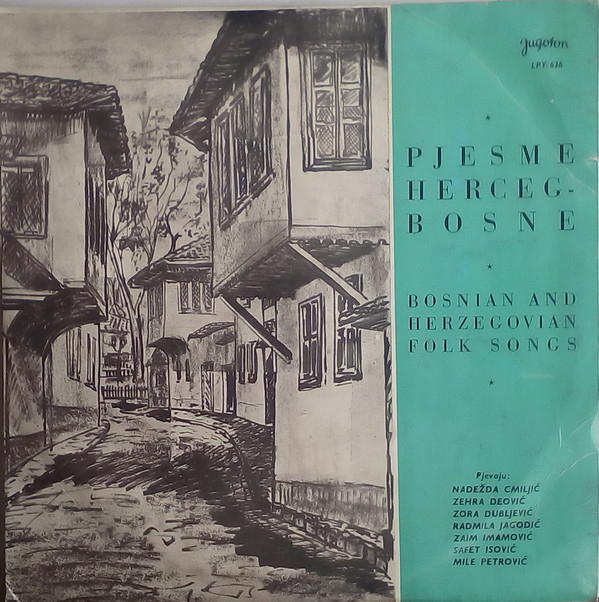 Jugoton
LPY-626
PJESME
HERCEG-
BOSNE
BOSNIAN AND
HERZEGOVIAN
FOLK SONGS
Pjevaju:
NADEŽDA CMILJIĆ
ZEHRA DEOVIĆ
ZORA DUBLJEVIĆ
RADMILA JAGODIĆ
ZAIM IMAMOVIĆ
SAFET ISOVIĆ
MILE PETROVIĆ